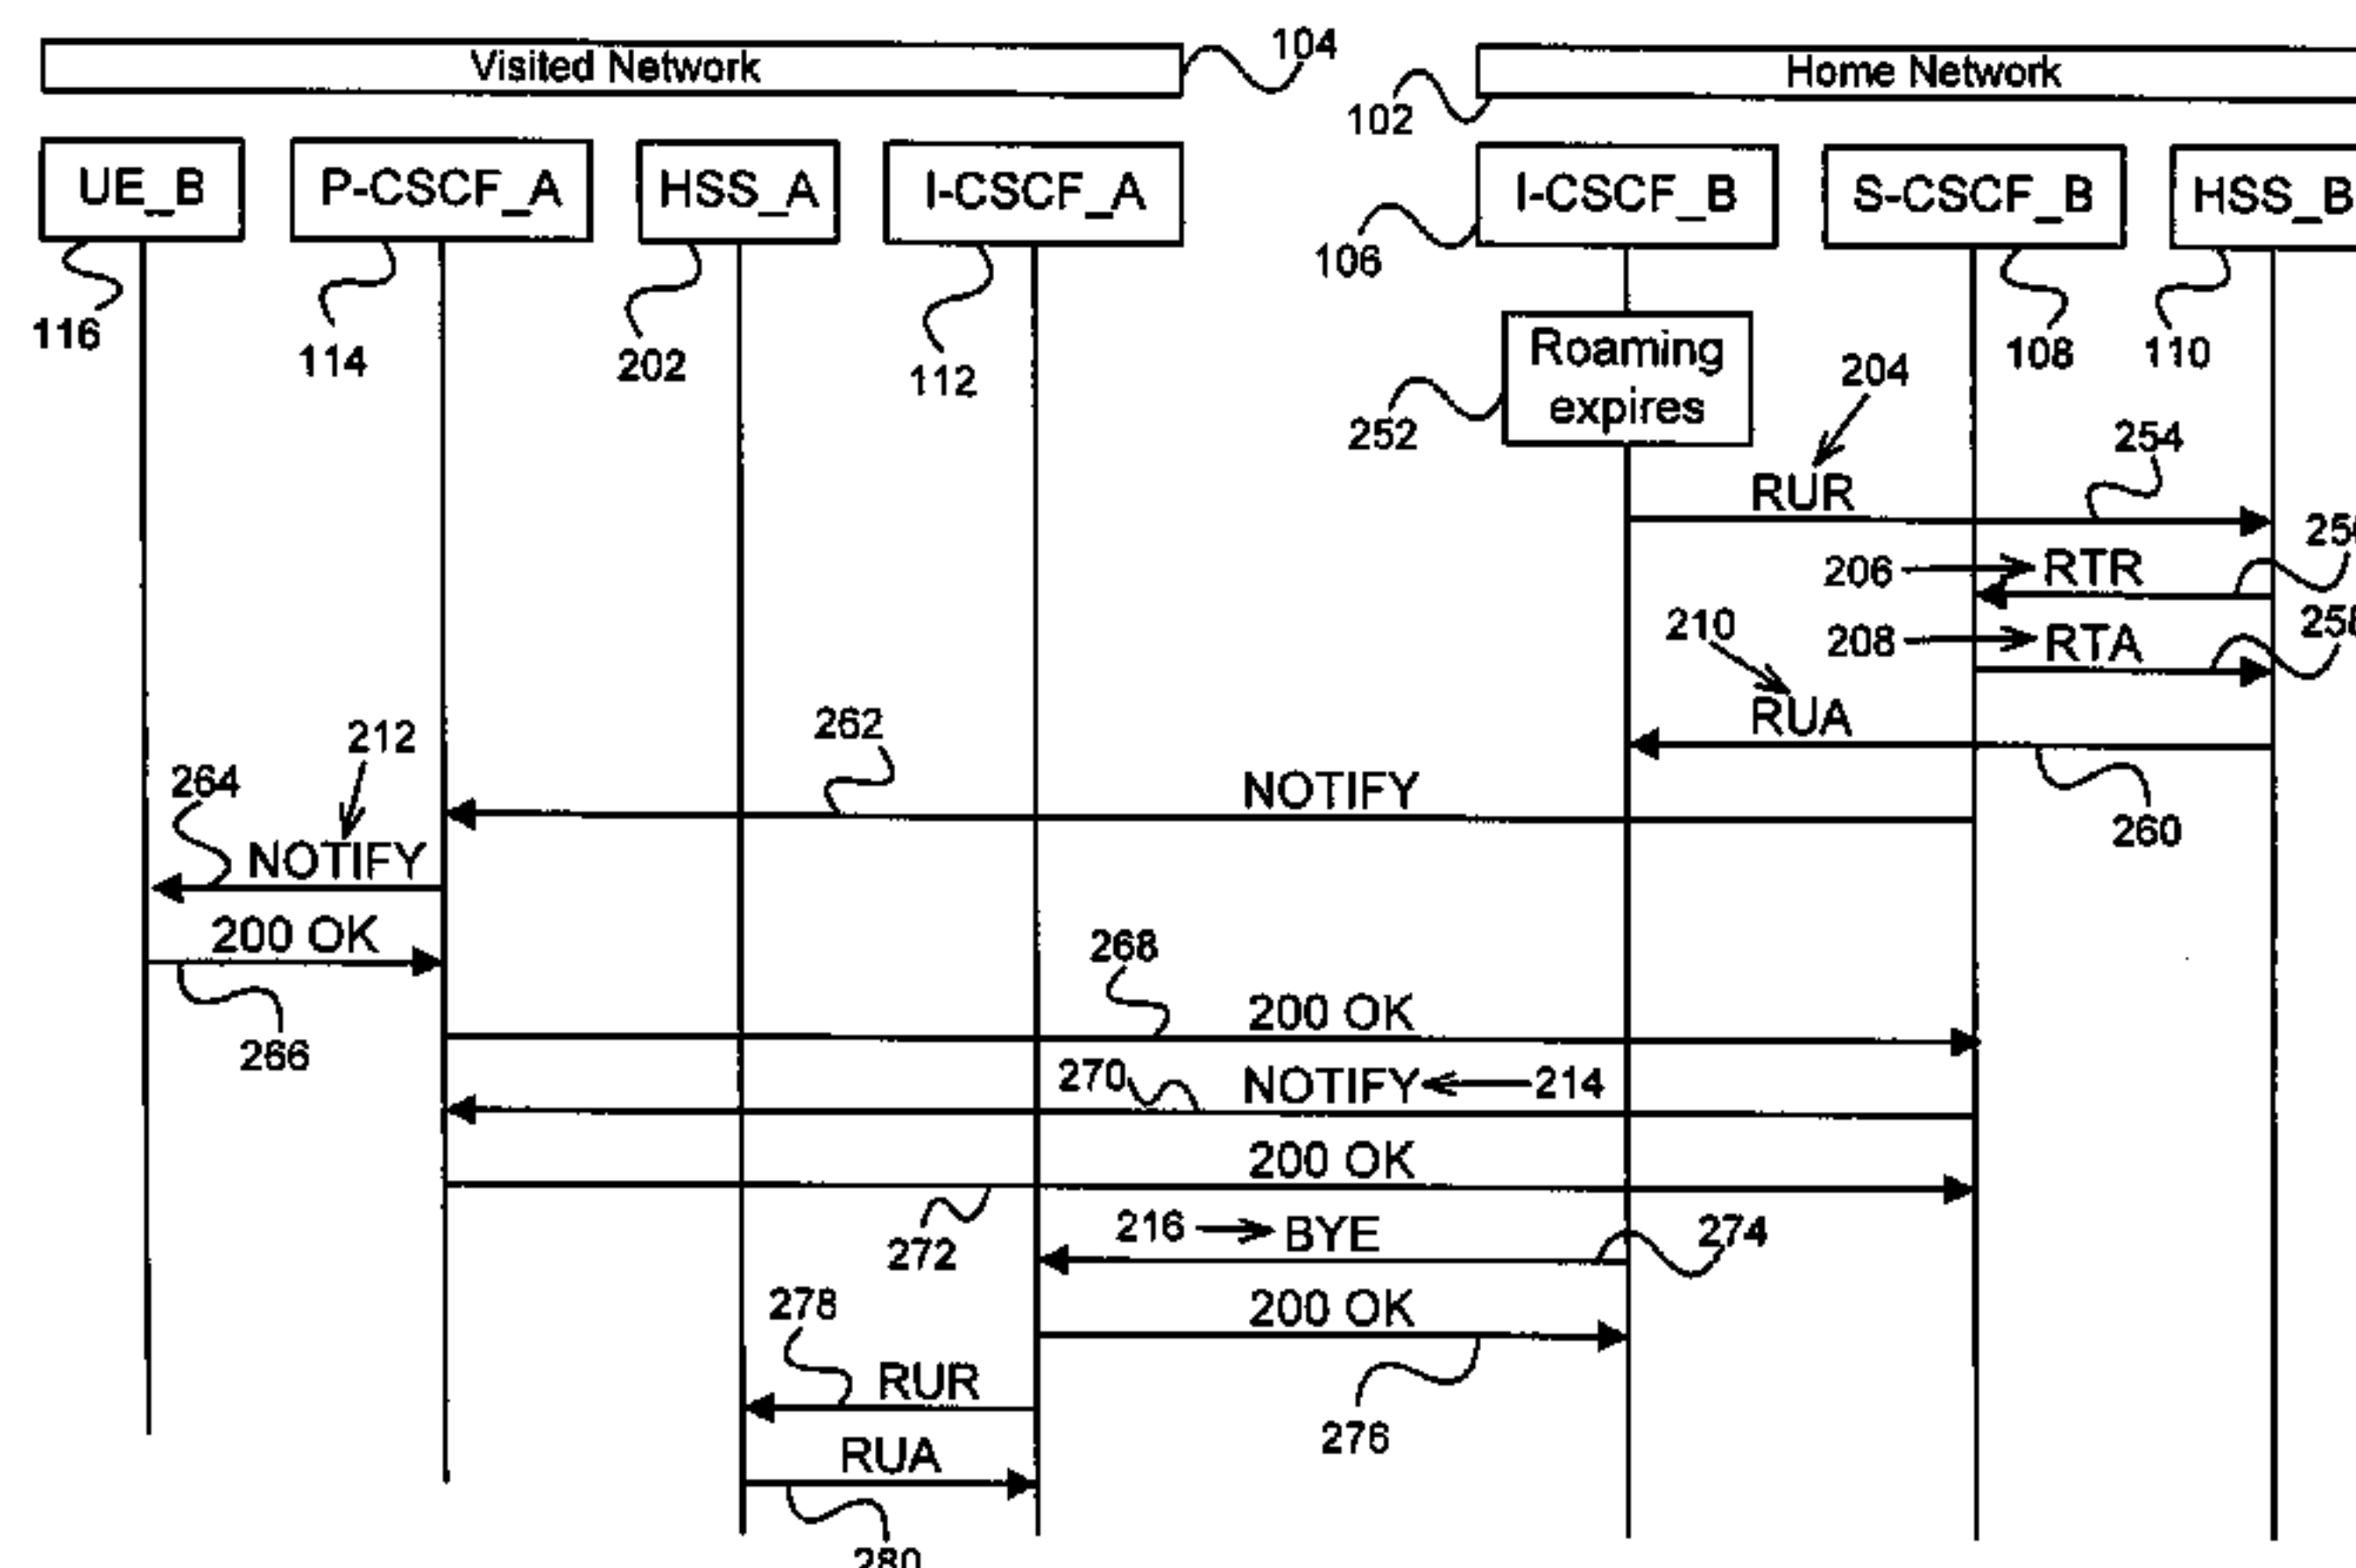 Visited Network
104
Home Network
102
UE_B
P-CSCF_A
HSS_A
I-CSCF_A
I-CSCF_B
S-CSCF_B
HSS_B
106
116
114
202
112
108
110
Roaming
expires
252
204
254
RUR
206
RTR
210
208
RTA
RUA
262
212
264
NOTIFY
260
NOTIFY
200 OK
268
266
200 OK
270
NOTIFY
214
200 OK
216
BYE
274
272
278
200 OK
RUR
276
RUA
280